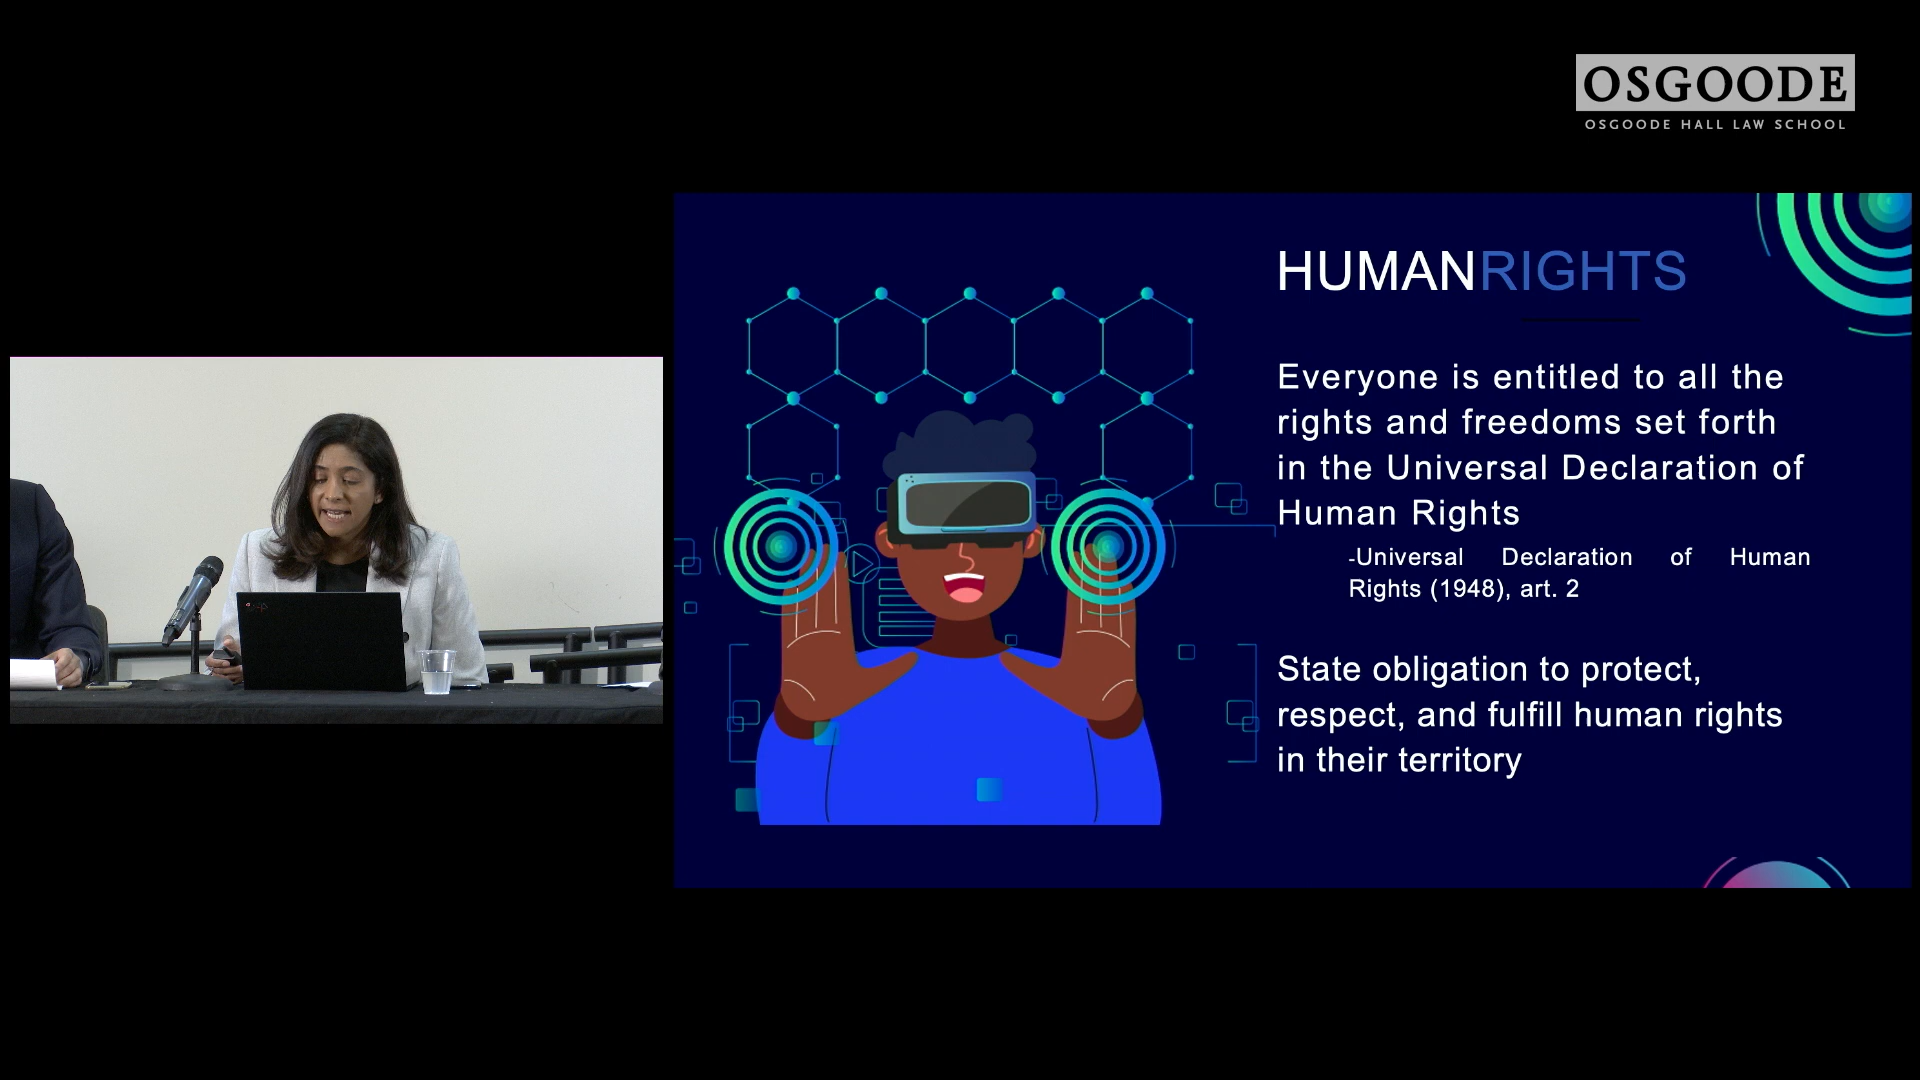 OSGOODE
OSGOODE HALL LAW SCHOOL
HUMANRIGHTS
Everyone is entitled to all the
rights and freedoms set forth
in the Universal Declaration of
Human Rights
-Universal Declaration of Human
Rights (1948), art. 2
State obligation to protect,
respect, and fulfill human rights
in their territory